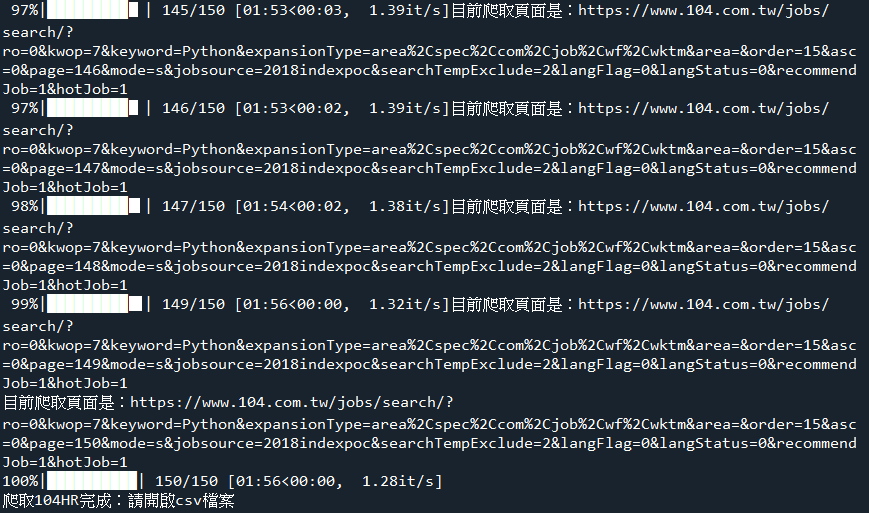 97%|█████████▋| 145/150 [01:53<00:03,  1.39it/s]目前爬取頁面是：https://www.104.com.tw/jobs/
search/?
ro=0&kwop=7&keyword=Python&expansionType=area%2Cspec%2Ccom%2Cjob%2Cwf%2Cwktm&area=&order=15&asc
=0&page=146&mode=s&jobsource=2018indexpoc&searchTempExclude=2&langFlag=0&langStatus=0&recommend
Job=1&hotJob=1
97%|█████████▋| 146/150 [01:53<00:02,  1.39it/s]目前爬取頁面是：https://www.104.com.tw/jobs/
search/?
ro=0&kwop=7&keyword=Python&expansionType=area%2Cspec%2Ccom%2Cjob%2Cwf%2Cwktm&area=&order=15&asc
=0&page=147&mode=s&jobsource=2018indexpoc&searchTempExclude=2&langFlag=0&langStatus=0&recommend
Job=1&hotJob=1
98%|█████████▊| 147/150 [01:54<00:02,  1.38it/s]目前爬取頁面是：https://www.104.com.tw/jobs/
search/?
ro=0&kwop=7&keyword=Python&expansionType=area%2Cspec%2Ccom%2Cjob%2Cwf%2Cwktm&area=&order=15&asc
=0&page=148&mode=s&jobsource=2018indexpoc&searchTempExclude=2&langFlag=0&langStatus=0&recommend
Job=1&hotJob=1
99%|█████████▉| 149/150 [01:56<00:00,  1.32it/s]目前爬取頁面是：https://www.104.com.tw/jobs/
search/?
ro=0&kwop=7&keyword=Python&expansionType=area%2Cspec%2Ccom%2Cjob%2Cwf%2Cwktm&area=&order=15&asc
=0&page=149&mode=s&jobsource=2018indexpoc&searchTempExclude=2&langFlag=0&langStatus=0&recommend
Job=1&hotJob=1
目前爬取頁面是：https://www.104.com.tw/jobs/search/?
ro=0&kwop=7&keyword=Python&expansionType=area%2Cspec%2Ccom%2Cjob%2Cwf%2Cwktm&area=&order=15&asc
=0&page=150&mode=s&jobsource=2018indexpoc&searchTempExclude=2&langFlag=0&langStatus=0&recommend
Job=1&hotJob=1
100%|██████████| 150/150 [01:56<00:00,  1.28it/s]
爬取104HR完成：請開啟csv檔案